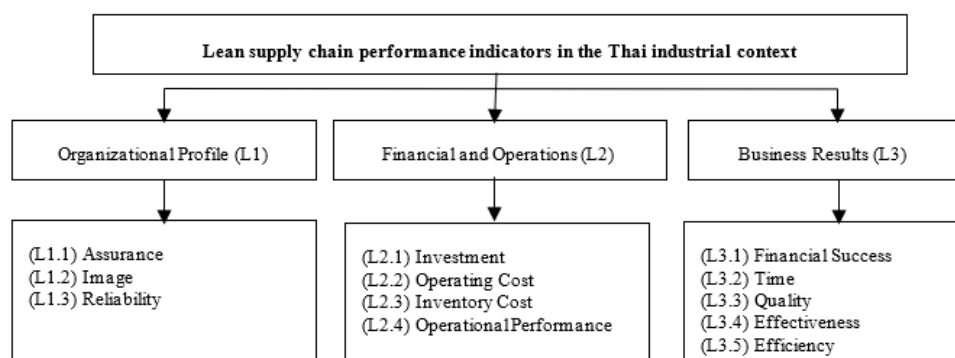 Lean supply chain performance indicators in the Thai industrial context
Organizational Profile (L1)
Financial and Operations (L2)
Business Results (L3)
(L1.1) Assurance
(L1.2) Image
(L1.3) Reliability
(L2.1) Investment
(L2.2) Operating Cost
(L2.3) Inventory Cost
(L2.4) Operational Performance
(L3.1) Financial Success
(L3.2) Time
(L3.3) Quality
(L3.4) Effectiveness
(L3.5) Efficiency